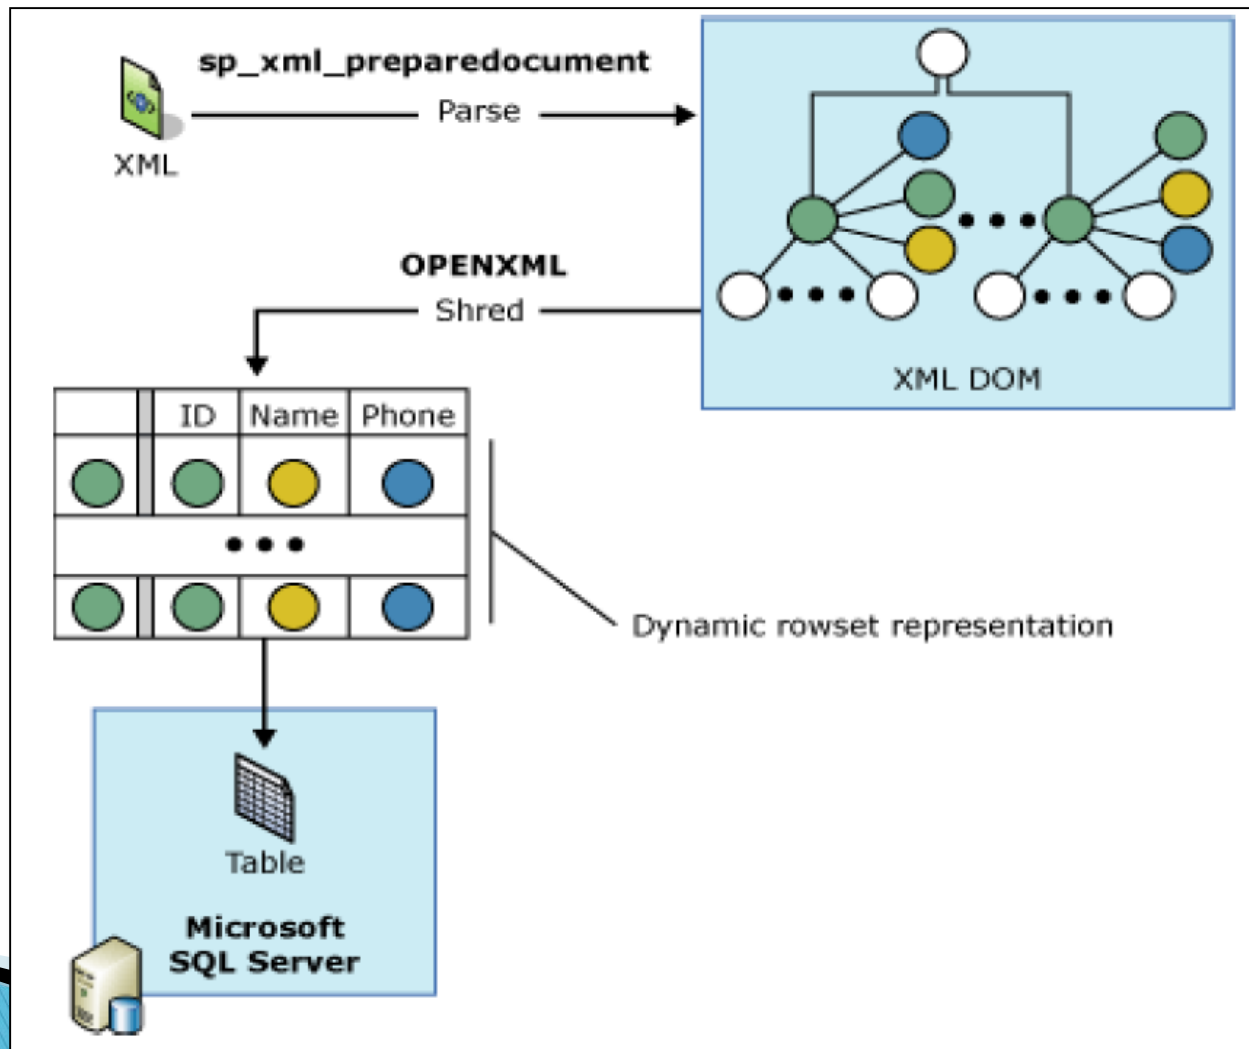 sp_xml_preparedocument
Parse
XML
OPENXML
Shred
XML DOM
ID Name Phone
Dynamic rowset representation
Table
Microsoft
SQL Server